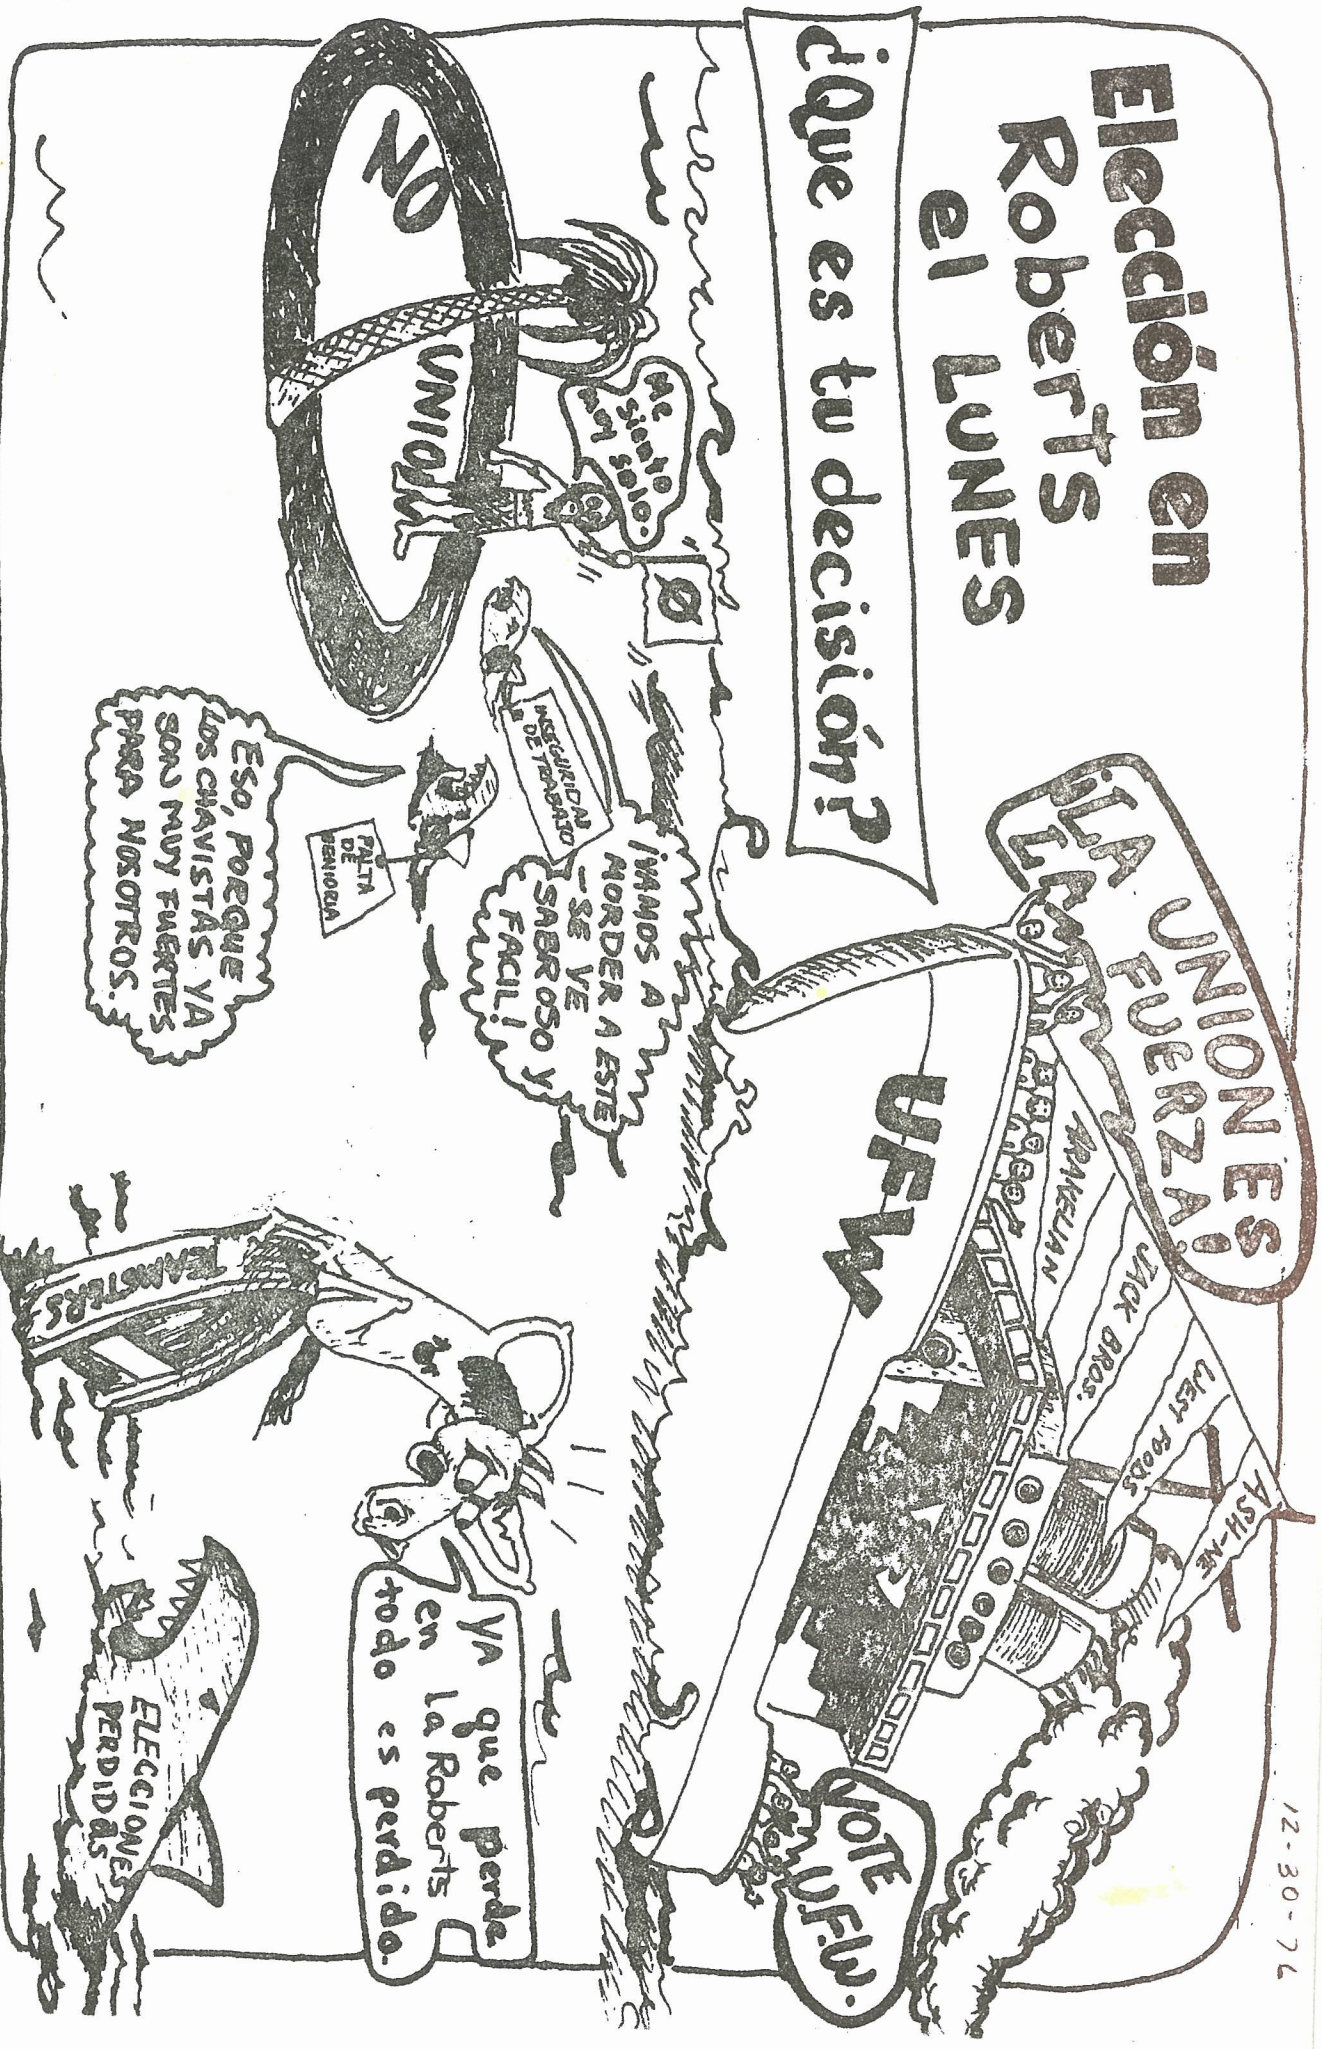 12-30-76
Elección en
Roberts
el LUNES
¿Que es tu decisión?
¡LA UNION ES
LA FUERZA!
ARAKELIAN
JACK BROS.
WEST FOODS
ASH-NE
UFW
VOTE
U.F.W.
Me
siento
muy solo.
Ø
NO
UNION
INSEGURIDAD
DE TRABAJO
¡VAMOS A
MORDER A ESTE
- SE VE
SABROSO Y
FACIL!
FALTA
DE
ESO, PORQUE
LOS CHAVISTAS YA
SON MUY FUERTES
PARA NOSOTROS.
TEAMSTERS
YA que perde
en la Roberts
todo es perdido.
ELECCIONES
PERDIDAS